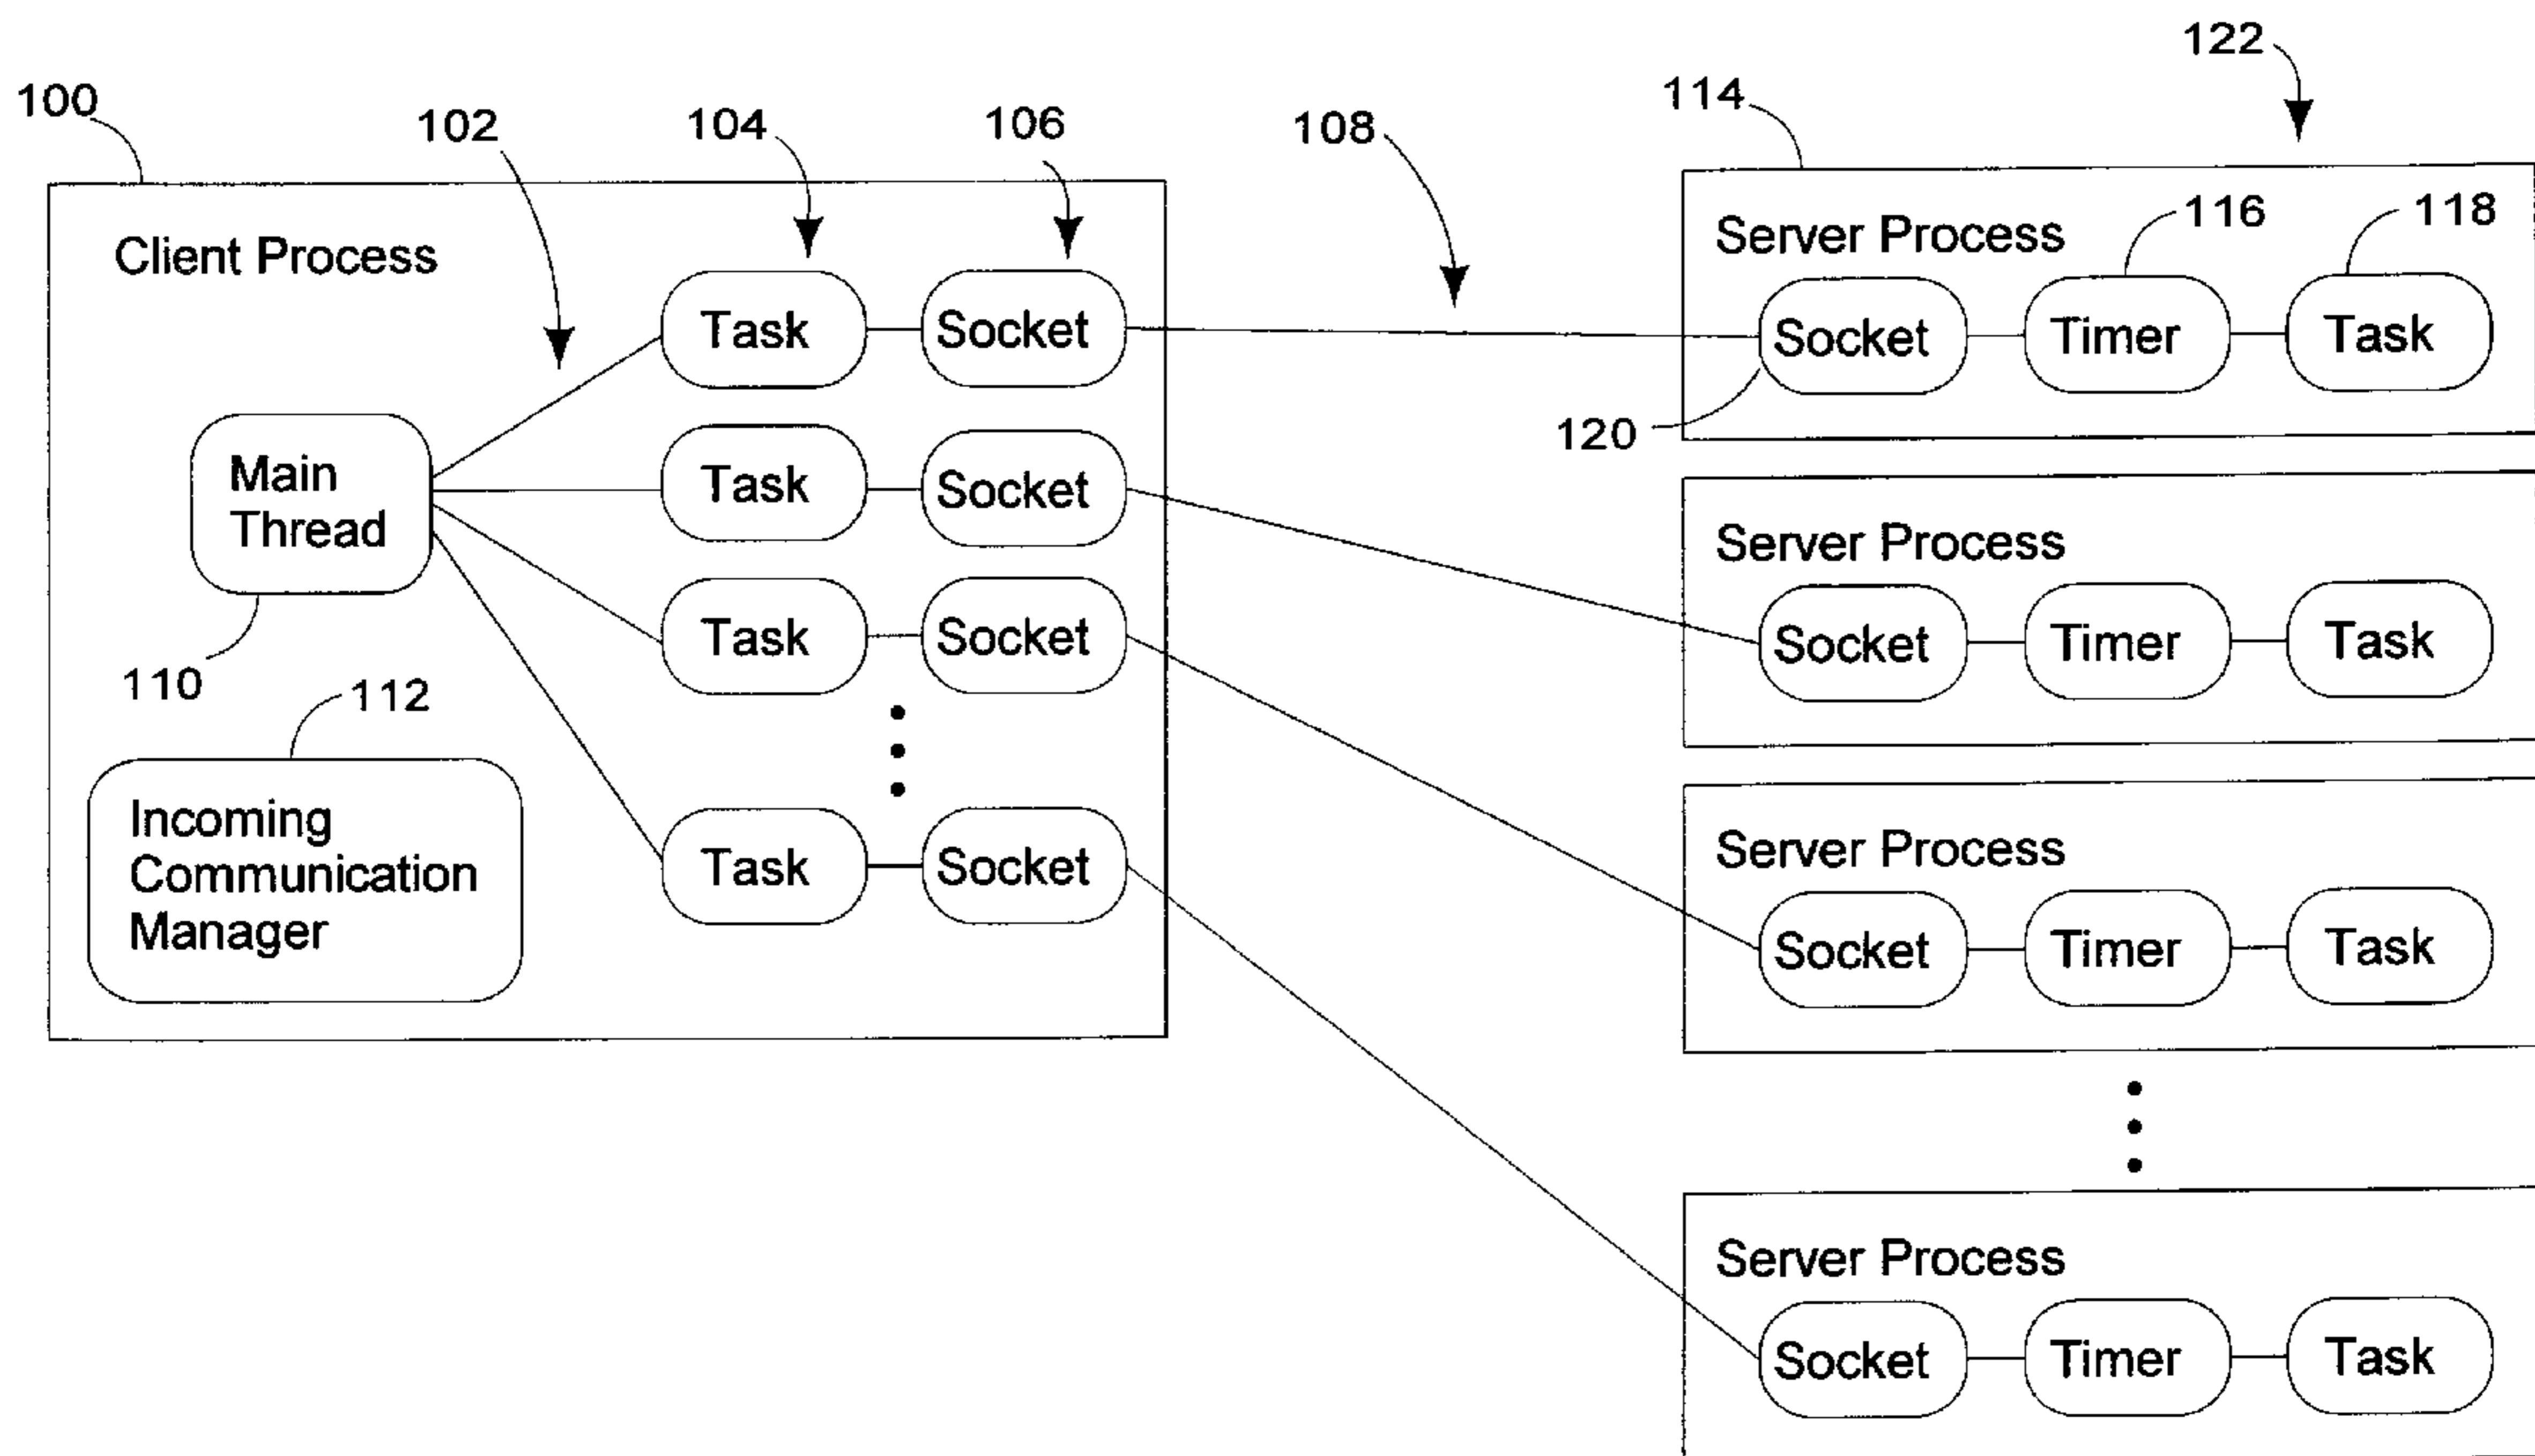 122
100
102
104
106
108
114
Client Process
Server Process
116
118
Task
Socket
Socket
Timer
Task
120
Main
Thread
Task
Socket
Server Process
110
Task
Socket
Socket
Timer
Task
112
Incoming
Communication
Manager
Task
Socket
Server Process
Socket
Timer
Task
Server Process
Socket
Timer
Task